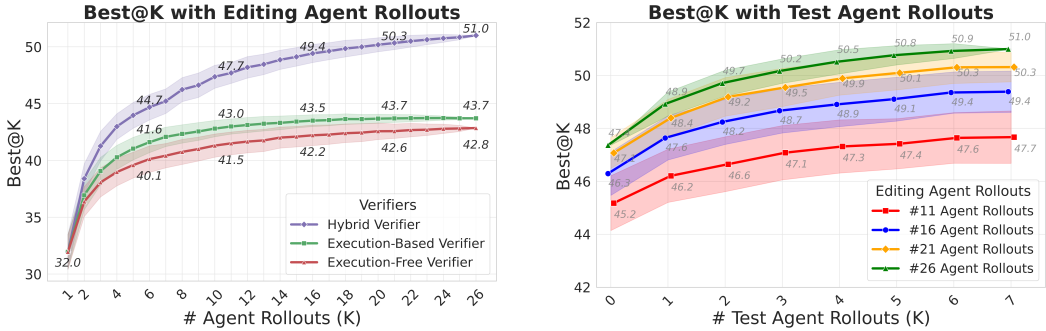 Best@K with Editing Agent Rollouts
Best@K
50
45
40
35
30
32.0
44.7
47.7
49.4
50.3
51.0
41.6
43.0
43.5
43.7
43.7
40.1
41.5
42.2
42.6
42.8
Verifiers
Hybrid Verifier
Execution-Based Verifier
Execution-Free Verifier
1 2 4 6 8 10 12 14 16 18 20 22 24 26
# Agent Rollouts (K)
Best@K with Test Agent Rollouts
Best@K
52
50
48
46
44
42
47.4 48.9 49.7 50.2 50.5 50.8 50.9 51.0
48.4 49.2 49.5 49.9 50.1 50.3 50.3
46.3 47.6 48.2 48.7 48.9 49.1 49.4 49.4
45.2 46.2 46.6 47.1 47.3 47.4 47.6 47.7
Editing Agent Rollouts
#11 Agent Rollouts
#16 Agent Rollouts
#21 Agent Rollouts
#26 Agent Rollouts
0 1 2 3 4 5 6 7
# Test Agent Rollouts (K)